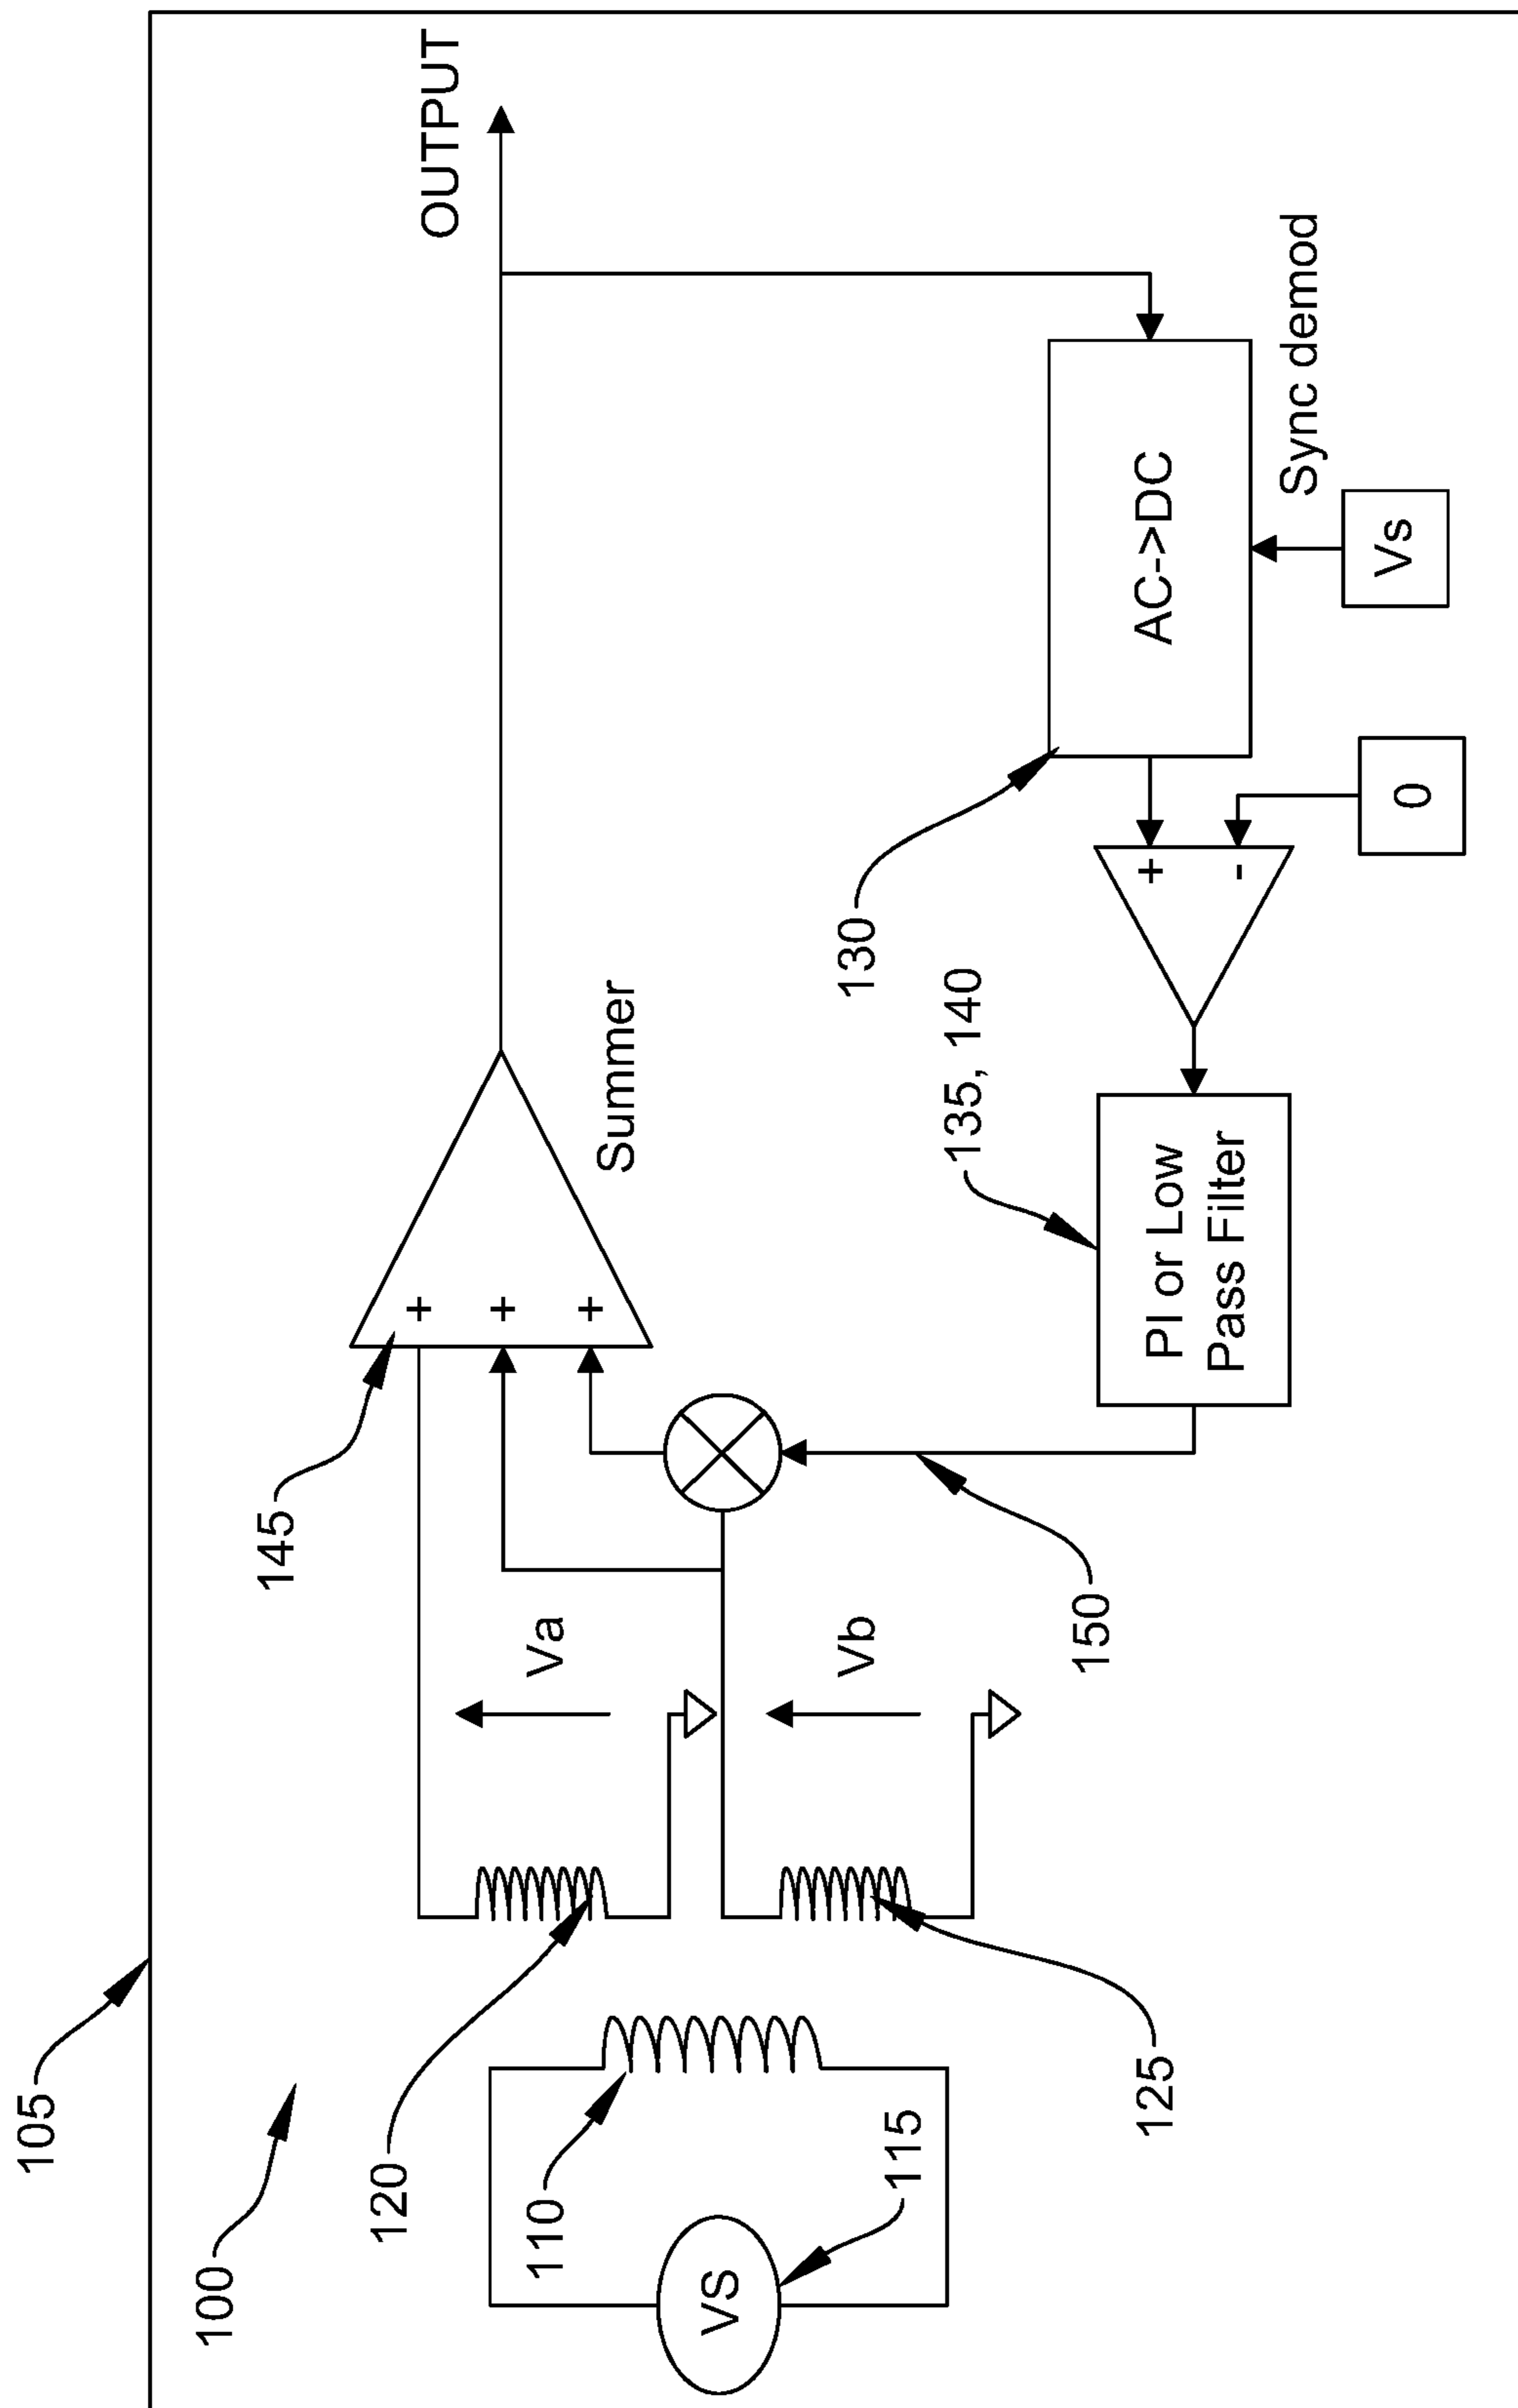 105
100
OUTPUT
145
+
+
+
Summer
120
Va
110
VS
115
Vb
125
150
135, 140
130
PI or Low
Pass Filter
+
-
AC->DC
Sync demod
0
Vs